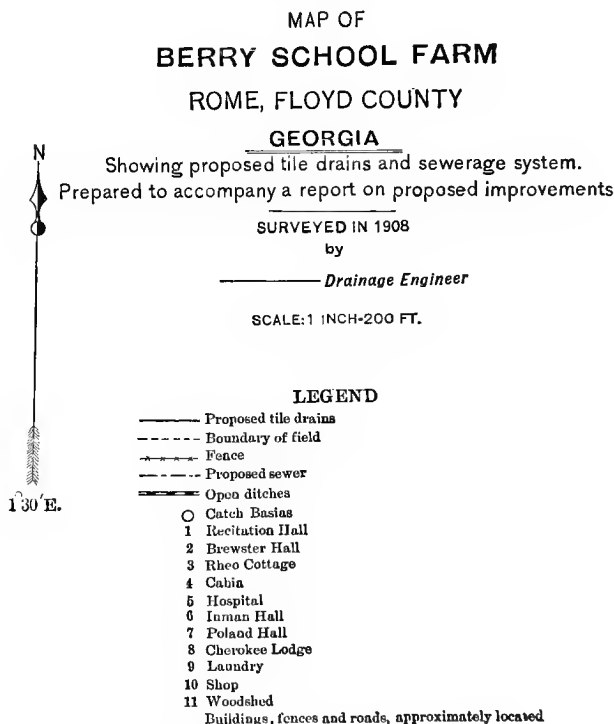 MAP OF
BERRY SCHOOL FARM
ROME, FLOYD COUNTY
GEORGIA
Showing proposed tile drains and sewerage system.
Prepared to accompany a report on proposed improvements
SURVEYED IN 1908
by
Drainage Engineer
SCALE: 1 INCH=200 FT.
N
1°30'E.
LEGEND
Proposed tile drains
Boundary of field
Fence
Proposed sewer
Open ditches
Catch Basins
1 Recitation Hall
2 Brewster Hall
3 Rheo Cottage
4 Cabin
5 Hospital
6 Inman Hall
7 Poland Hall
8 Cherokee Lodge
9 Laundry
10 Shop
11 Woodshed
Buildings, fences and roads, approximately located